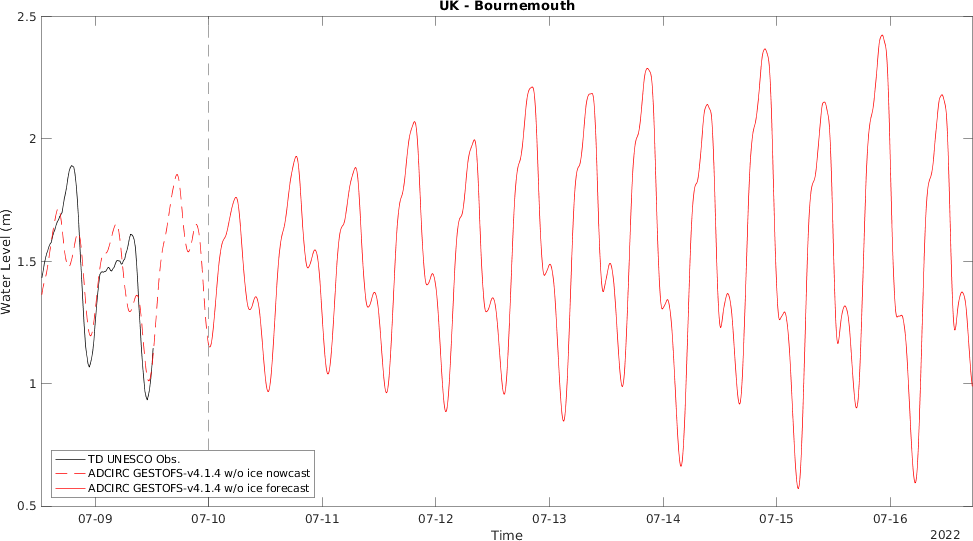 UK - Bournemouth
2.5
2
1.5
1
0.5
Water Level (m)
TD UNESCO Obs.
ADCIRC GESTOFS-v4.1.4 w/o ice nowcast
ADCIRC GESTOFS-v4.1.4 w/o ice forecast
07-09 07-10 07-11 07-12 07-13 07-14 07-15 07-16
Time
2022